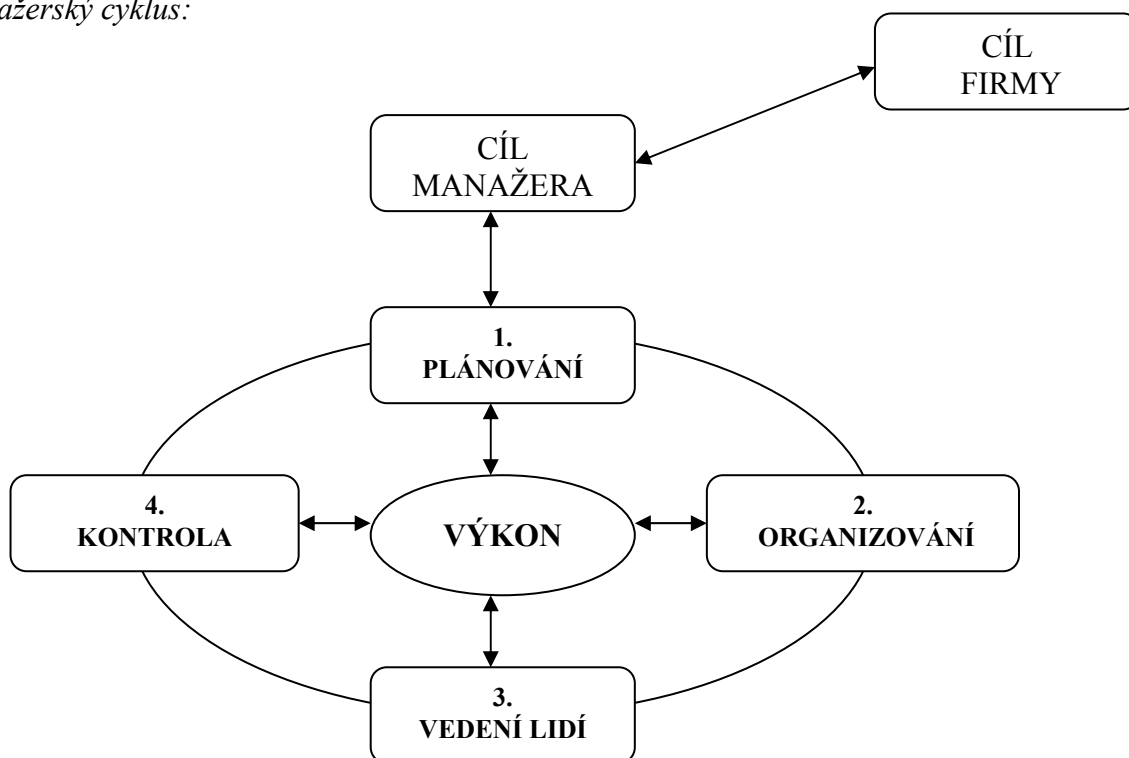 ažerský cyklus:
CÍL
FIRMY
CÍL
MANAŽERA
1.
PLÁNOVÁNÍ
4.
KONTROLA
VÝKON
2.
ORGANIZOVÁNÍ
3.
VEDENÍ LIDÍ